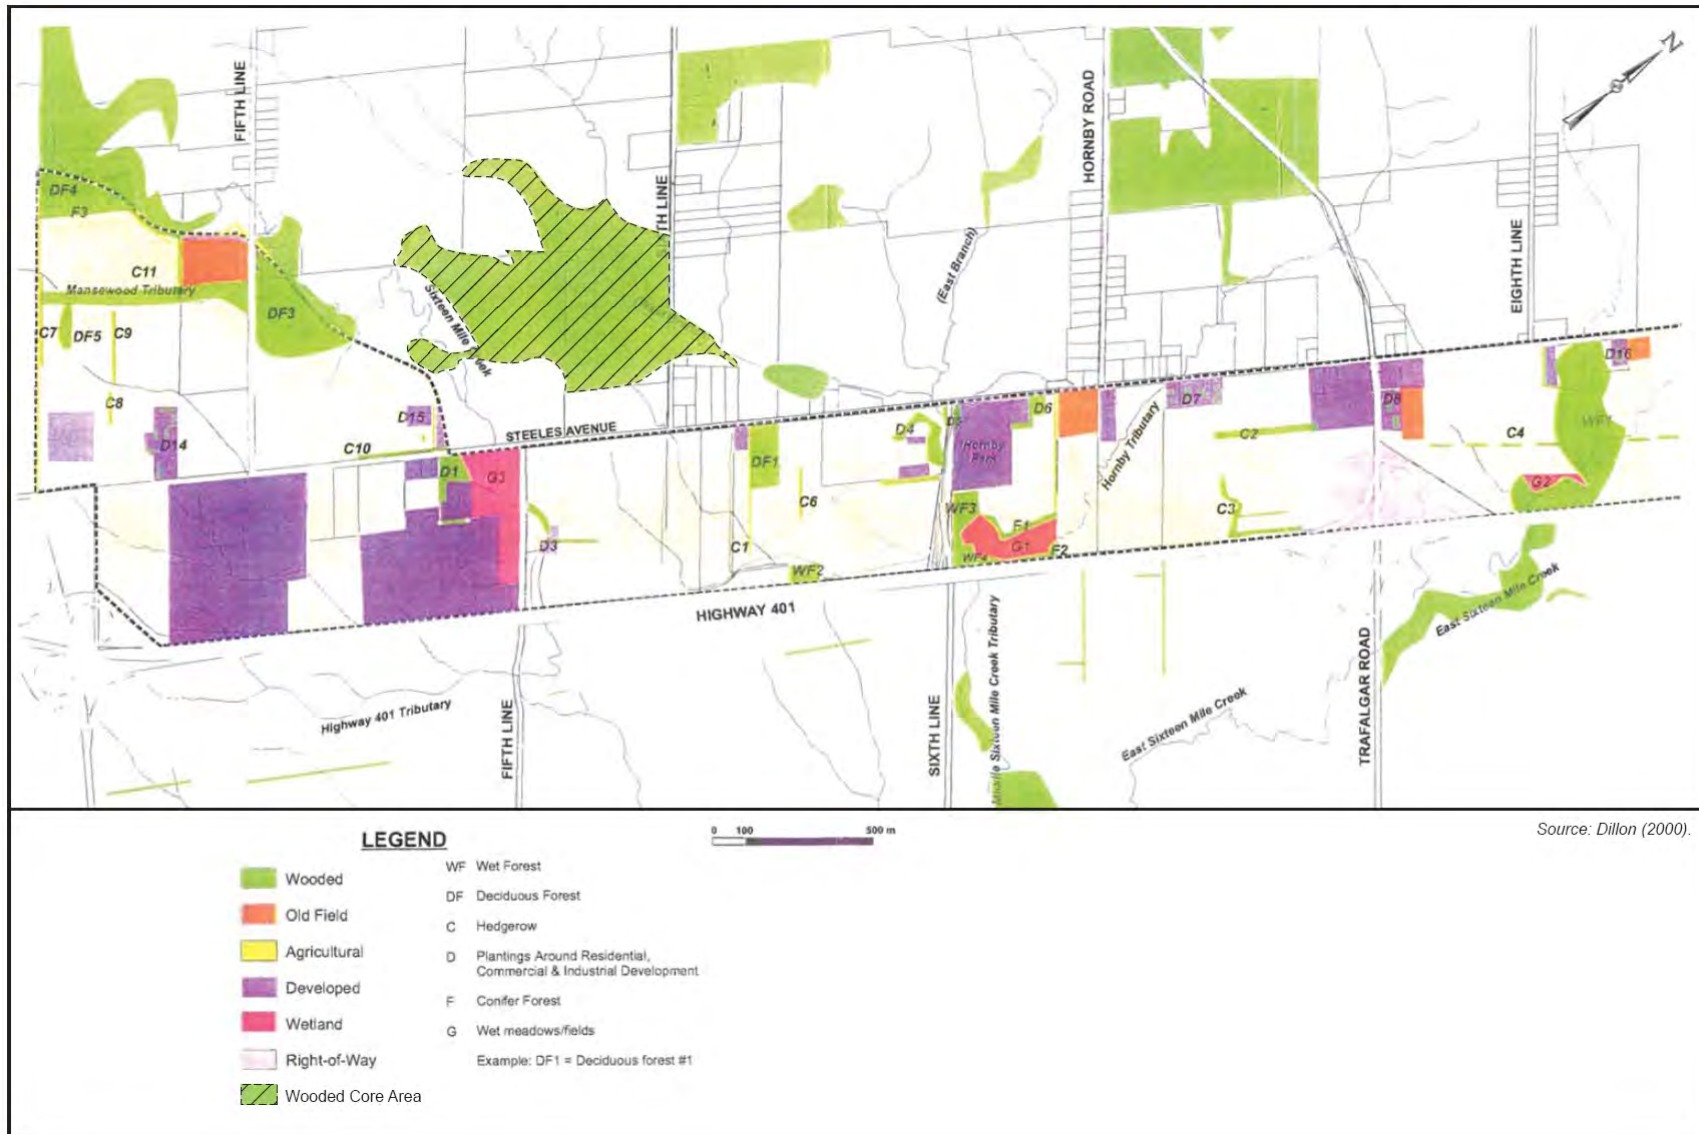 N
FIFTH LINE
HORNBY ROAD
EIGHTH LINE
DF4
F3
C11
Mansewood Tributary
DF3
C7
DF5
C9
C8
D14
D15
C10
Sixteen Mile
(East Branch)
STEELES AVENUE
D1
G3
D3
DF1
C6
C1
WF2
D4
D5
D6
Hornby
Park
WF3
F1
G1
WF4
F2
Hornby Tributary
D7
C2
C3
D8
C4
WF1
G2
D16
HIGHWAY 401
Highway 401 Tributary
FIFTH LINE
SIXTH LINE
Middle Sixteen Mile Creek Tributary
East Sixteen Mile Creek
TRAFALGAR ROAD
East Sixteen Mile Creek
LEGEND
0 100 500 m
Source: Dillon (2000).
Wooded
Old Field
Agricultural
Developed
Wetland
Right-of-Way
Wooded Core Area
WF Wet Forest
DF Deciduous Forest
C Hedgerow
D Plantings Around Residential,
Commercial & Industrial Development
F Conifer Forest
G Wet meadows/fields
Example: DF1 = Deciduous forest #1